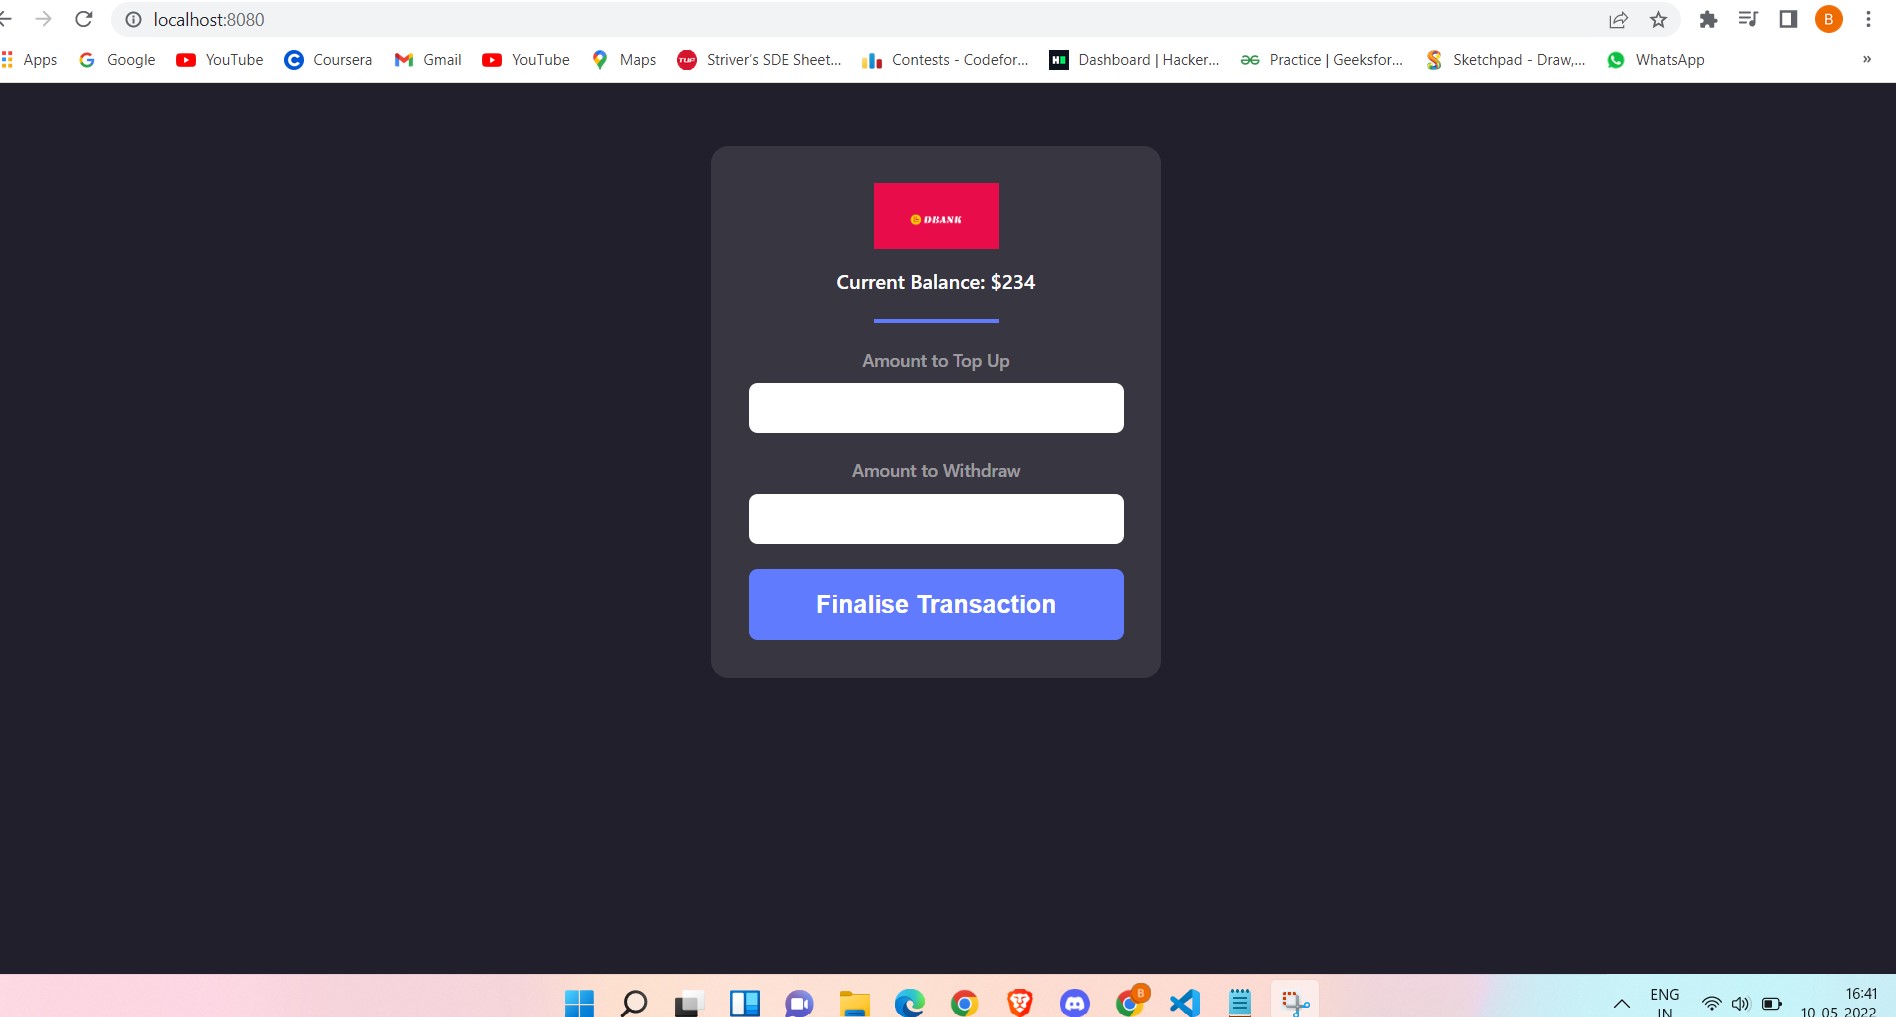 localhost:8080
B
Apps
Google
YouTube
Coursera
Gmail
YouTube
Maps
TUF
Striver's SDE Sheet...
Contests - Codefor...
Dashboard | Hacker...
Practice | Geeksfor...
Sketchpad - Draw,...
WhatsApp
»
DBANK
Current Balance: $234
Amount to Top Up
Amount to Withdraw
Finalise Transaction
B
ENG
IN
16:41
10-05-2022